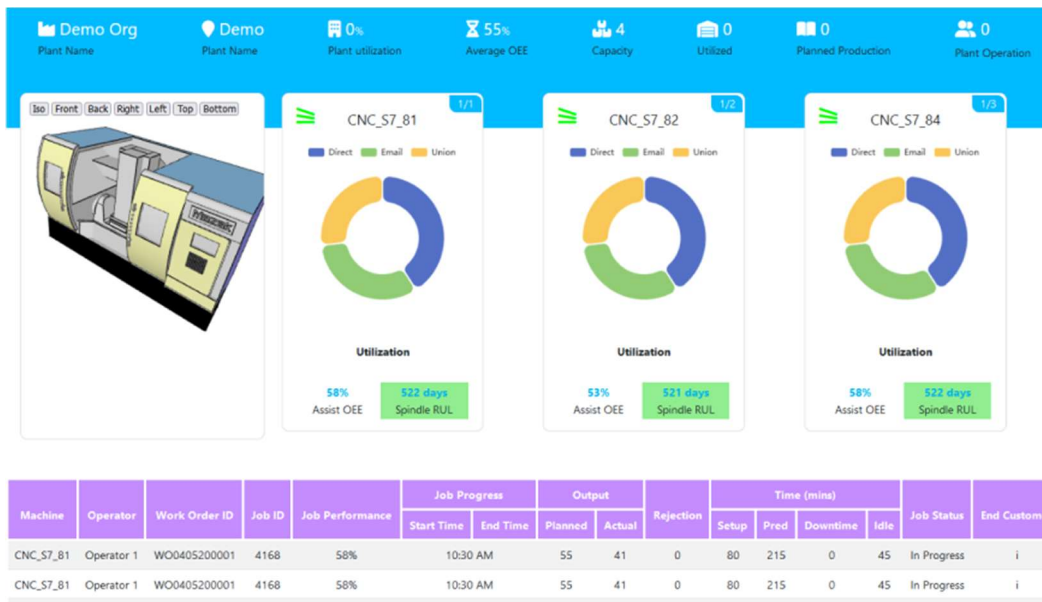 Demo Org
Plant Name
Demo
Plant Name
0%
Plant utilization
55%
Average OEE
4
Capacity
0
Utilized
0
Planned Production
0
Plant Operation
Iso Front Back Right Left Top Bottom
1/1
CNC_S7_81
Direct Email Union
Utilization
58%
Assist OEE
522 days
Spindle RUL
1/2
CNC_S7_82
Direct Email Union
Utilization
53%
Assist OEE
521 days
Spindle RUL
1/3
CNC_S7_84
Direct Email Union
Utilization
58%
Assist OEE
522 days
Spindle RUL
Job Progress Output Time (mins)
Machine Operator Work Order ID Job ID Job Performance Rejection Job Status End Custom
Start Time End Time Planned Actual Setup Pred Downtime Idle
CNC_S7_81 Operator 1 WO0405200001 4168 58% 10:30 AM 55 41 0 80 215 0 45 In Progress i
CNC_S7_81 Operator 1 WO0405200001 4168 58% 10:30 AM 55 41 0 80 215 0 45 In Progress i